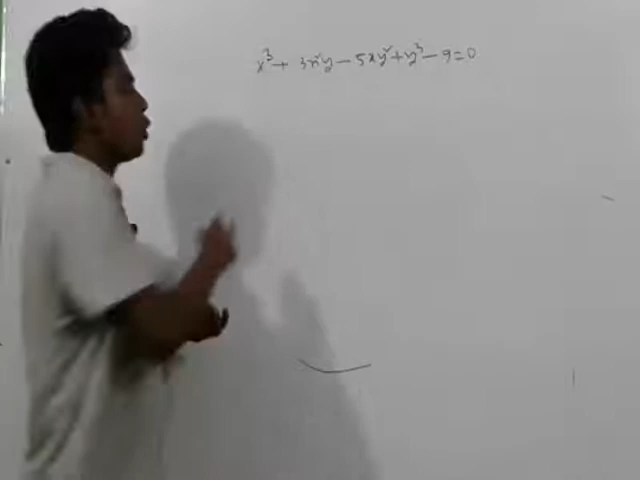 x³ + 3x²y − 5xy² + y³ − 9 = 0